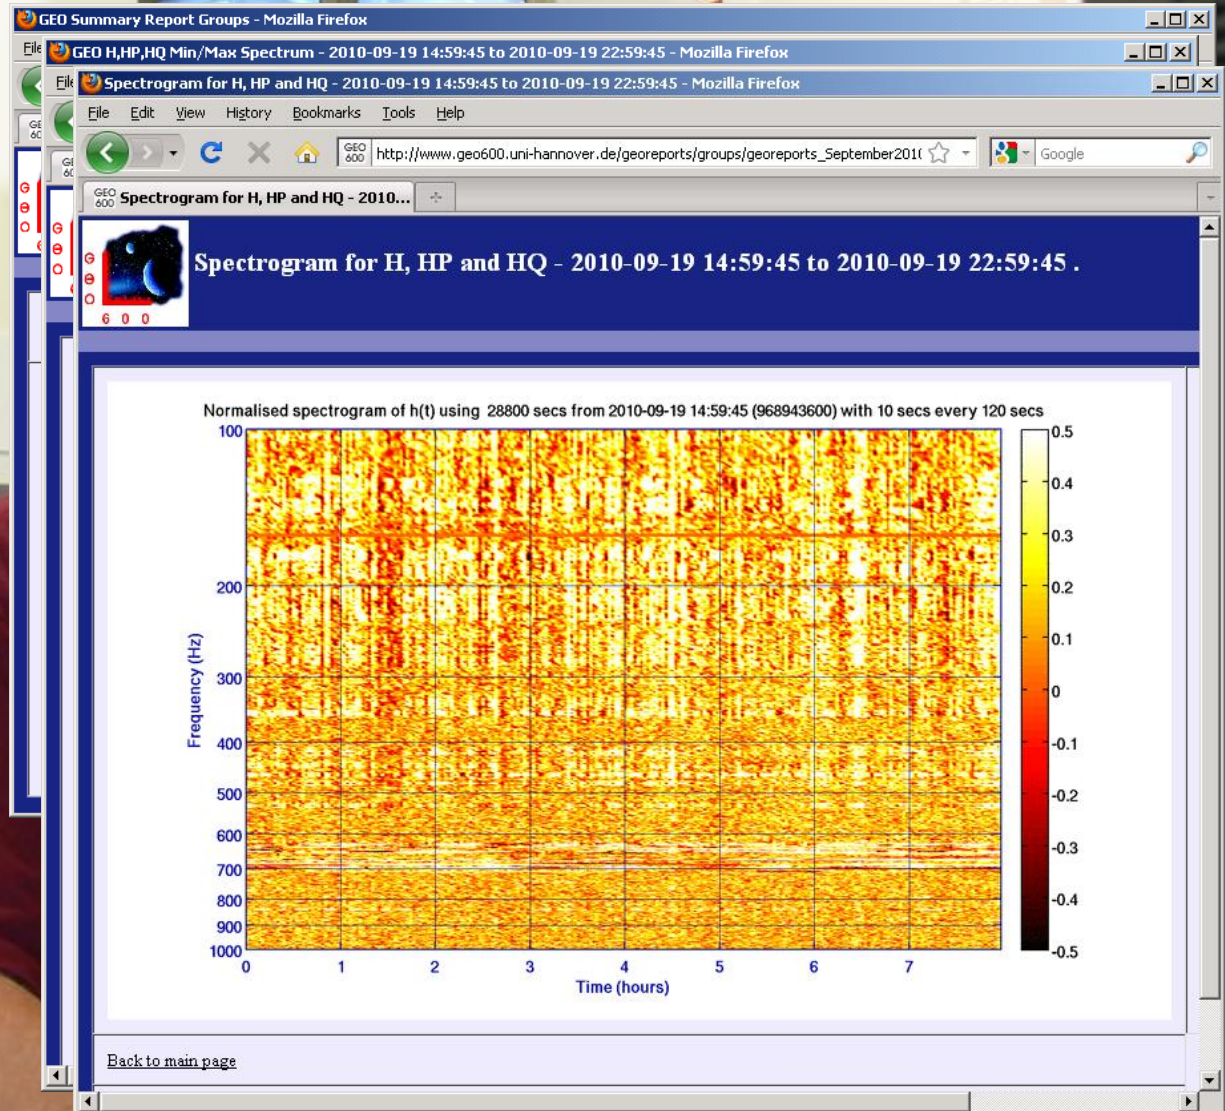 GEO Summary Report Groups - Mozilla Firefox
File
GEO H,HP,HQ Min/Max Spectrum - 2010-09-19 14:59:45 to 2010-09-19 22:59:45 - Mozilla Firefox
Spectrogram for H, HP and HQ - 2010-09-19 14:59:45 to 2010-09-19 22:59:45 - Mozilla Firefox
File Edit View History Bookmarks Tools Help
GEO 600 http://www.geo600.uni-hannover.de/georeports/groups/georeports_September201 Google
GEO 600 Spectrogram for H, HP and HQ - 2010...
GEO
600
Spectrogram for H, HP and HQ - 2010-09-19 14:59:45 to 2010-09-19 22:59:45 .
Normalised spectrogram of h(t) using 28800 secs from 2010-09-19 14:59:45 (968943600) with 10 secs every 120 secs
100
200
300
400
500
600
700
800
900
1000
Frequency (Hz)
0 1 2 3 4 5 6 7
Time (hours)
0.5
0.4
0.3
0.2
0.1
0
-0.1
-0.2
-0.3
-0.4
-0.5
Back to main page